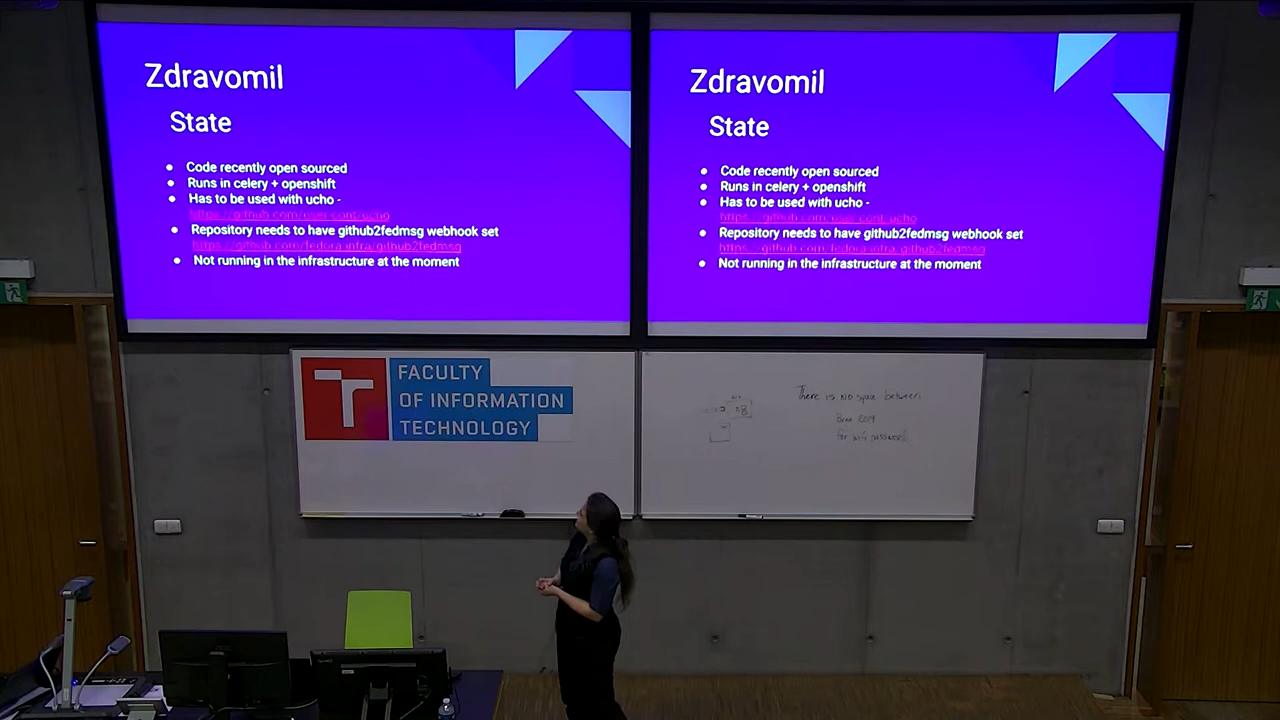 Zdravomil
State
● Code recently open sourced
● Runs in celery + openshift
● Has to be used with ucho -
https://github.com/user-cont/ucho
● Repository needs to have github2fedmsg webhook set
https://github.com/fedora-infra/github2fedmsg
● Not running in the infrastructure at the moment
Zdravomil
State
● Code recently open sourced
● Runs in celery + openshift
● Has to be used with ucho -
https://github.com/user-cont/ucho
● Repository needs to have github2fedmsg webhook set
https://github.com/fedora-infra/github2fedmsg
● Not running in the infrastructure at the moment
FACULTY
OF INFORMATION
TECHNOLOGY
There is no space between
Brno 2019
for wifi password